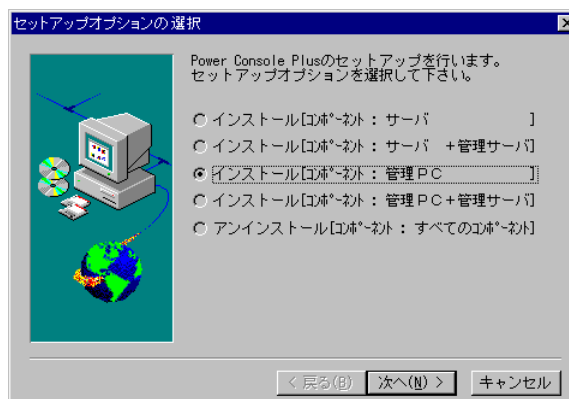 セットアップオプションの選択
Power Console Plusのセットアップを行います。
セットアップオプションを選択して下さい。
インストール[ｺﾝﾎﾟｰﾈﾝﾄ： サーバ　　　　　　]
インストール[ｺﾝﾎﾟｰﾈﾝﾄ： サーバ　+管理サーバ]
インストール[ｺﾝﾎﾟｰﾈﾝﾄ： 管理ＰＣ　　　　　]
インストール[ｺﾝﾎﾟｰﾈﾝﾄ： 管理ＰＣ+管理サーバ]
アンインストール[ｺﾝﾎﾟｰﾈﾝﾄ： すべてのｺﾝﾎﾟｰﾈﾝﾄ]
< 戻る(B) 次へ(N) > キャンセル